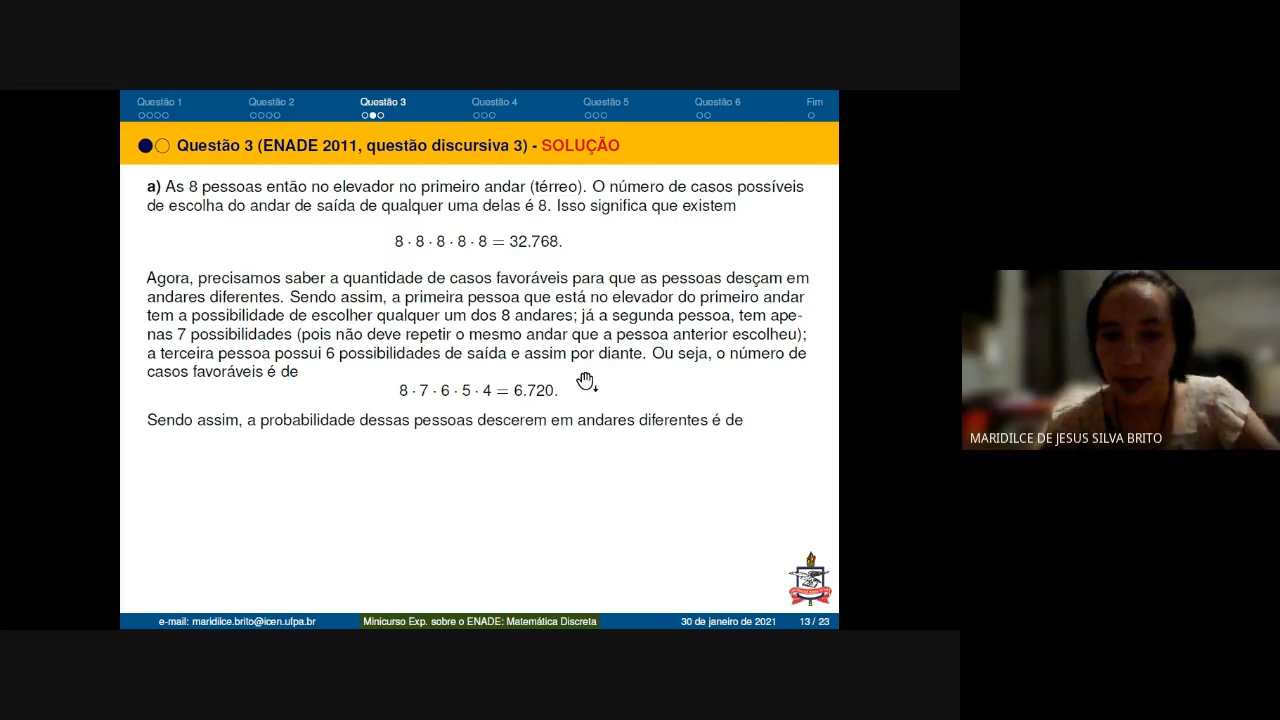 Questão 1 Questão 2 Questão 3 Questão 4 Questão 5 Questão 6 Fim
Questão 3 (ENADE 2011, questão discursiva 3) - SOLUÇÃO
a) As 8 pessoas então no elevador no primeiro andar (térreo). O número de casos possíveis
de escolha do andar de saída de qualquer uma delas é 8. Isso significa que existem
8 · 8 · 8 · 8 · 8 = 32.768.
Agora, precisamos saber a quantidade de casos favoráveis para que as pessoas desçam em
andares diferentes. Sendo assim, a primeira pessoa que está no elevador do primeiro andar
tem a possibilidade de escolher qualquer um dos 8 andares; já a segunda pessoa, tem ape-
nas 7 possibilidades (pois não deve repetir o mesmo andar que a pessoa anterior escolheu);
a terceira pessoa possui 6 possibilidades de saída e assim por diante. Ou seja, o número de
casos favoráveis é de
8 · 7 · 6 · 5 · 4 = 6.720.
Sendo assim, a probabilidade dessas pessoas descerem em andares diferentes é de
MARIDILCE DE JESUS SILVA BRITO
e-mail: maridilce.brito@icen.ufpa.br Minicurso Exp. sobre o ENADE: Matemática Discreta 30 de janeiro de 2021 13 / 23